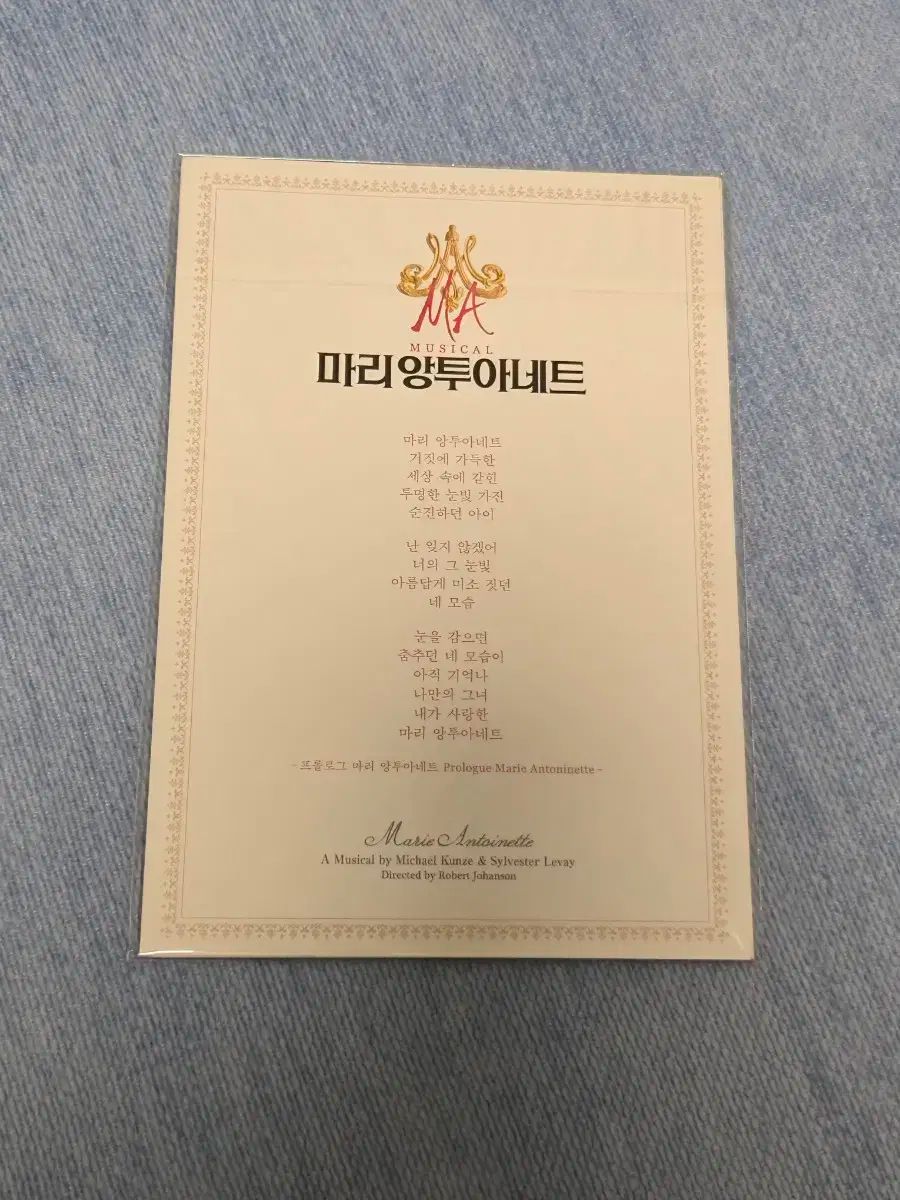 MA
MUSICAL
마리 앙투아네트
마리 앙투아네트
거짓에 가득한
세상 속에 갇힌
투명한 눈빛 가진
순진하던 아이
난 잊지 않겠어
너의 그 눈빛
아름답게 미소 짓던
네 모습
눈을 감으면
춤추던 네 모습이
아직 기억나
나만의 그녀
내가 사랑한
마리 앙투아네트
- 프롤로그 마리 앙투아네트 Prologue Marie Antoninette -
Marie Antoinette
A Musical by Michael Kunze & Sylvester Levay
Directed by Robert Johanson